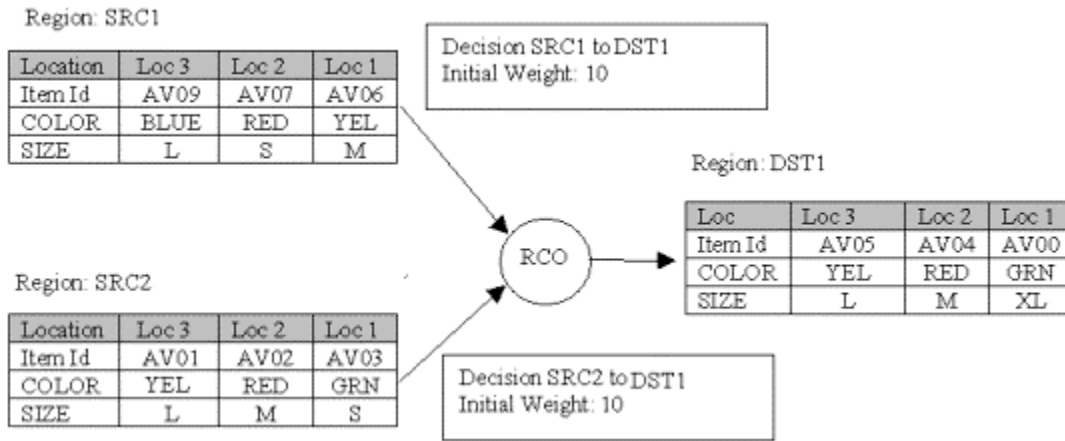 Region: SRC1
Location Loc 3 Loc 2 Loc 1
Item Id AV09 AV07 AV06
COLOR BLUE RED YEL
SIZE L S M
Decision SRC1 to DST1
Initial Weight: 10
Region: SRC2
Location Loc 3 Loc 2 Loc 1
Item Id AV01 AV02 AV03
COLOR YEL RED GRN
SIZE L M S
Decision SRC2 to DST1
Initial Weight: 10
RCO
Region: DST1
Loc Loc 3 Loc 2 Loc 1
Item Id AV05 AV04 AV00
COLOR YEL RED GRN
SIZE L M XL